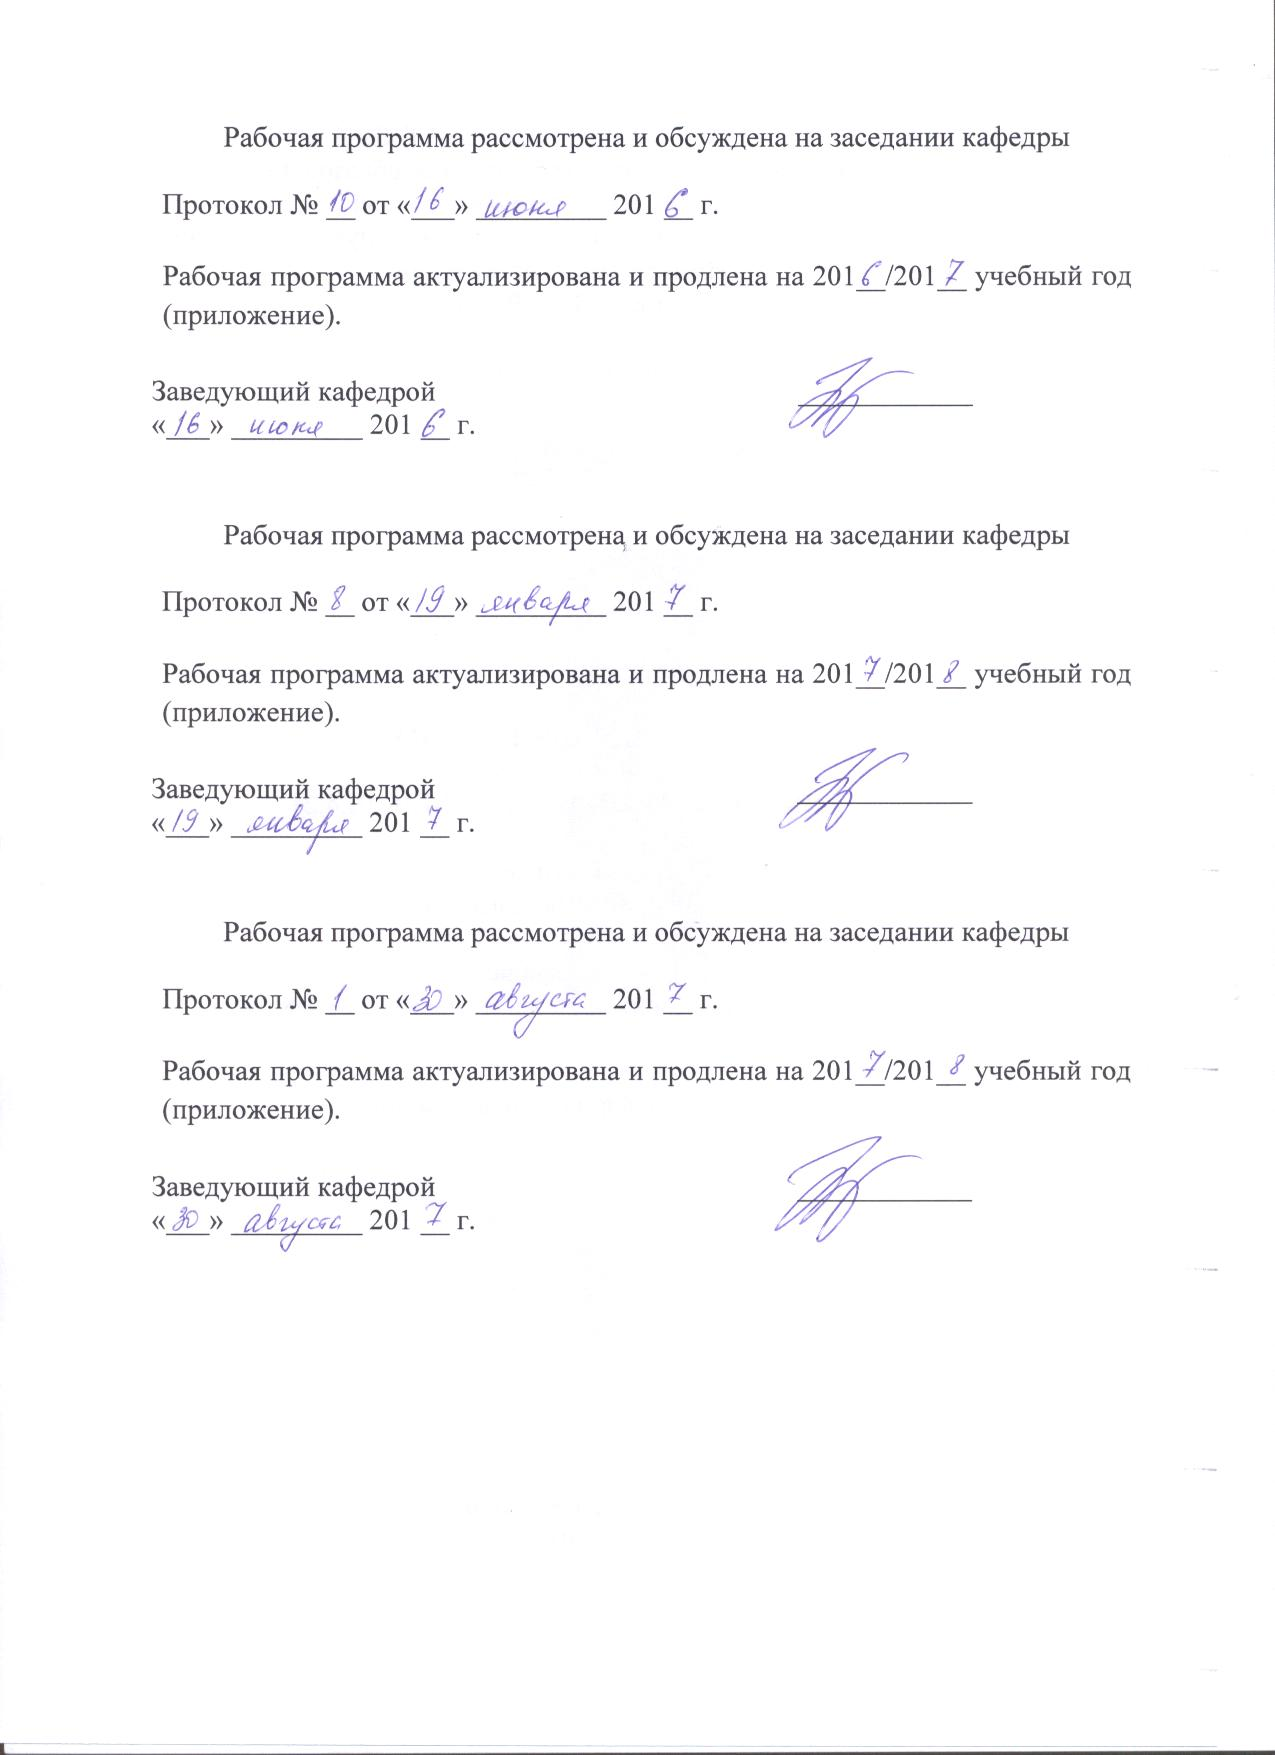 Рабочая программа рассмотрена и обсуждена на заседании кафедры
Протокол № 10 от «16» июня 2016 г.
Рабочая программа актуализирована и продлена на 2016/2017 учебный год
(приложение).
Заведующий кафедрой
«16» июня 2016 г.
Рабочая программа рассмотрена и обсуждена на заседании кафедры
Протокол № 8 от «19» января 2017 г.
Рабочая программа актуализирована и продлена на 2017/2018 учебный год
(приложение).
Заведующий кафедрой
«19» января 2017 г.
Рабочая программа рассмотрена и обсуждена на заседании кафедры
Протокол № 1 от «30» августа 2017 г.
Рабочая программа актуализирована и продлена на 2017/2018 учебный год
(приложение).
Заведующий кафедрой
«30» августа 2017 г.